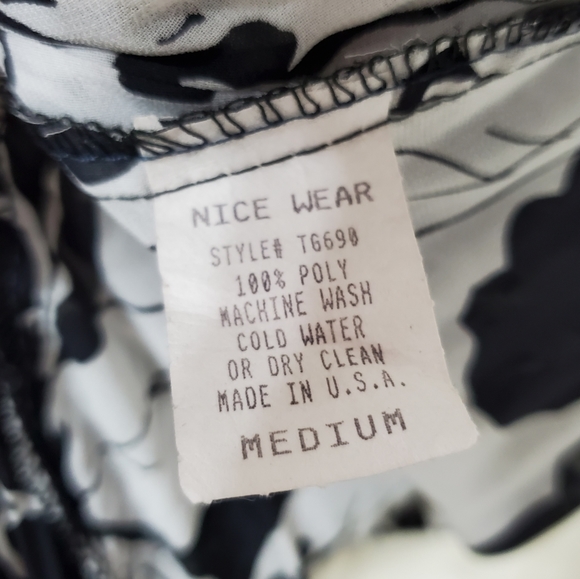 NICE WEAR
STYLE# T6690
100% POLY
MACHINE WASH
COLD WATER
OR DRY CLEAN
MADE IN U.S.A.
MEDIUM